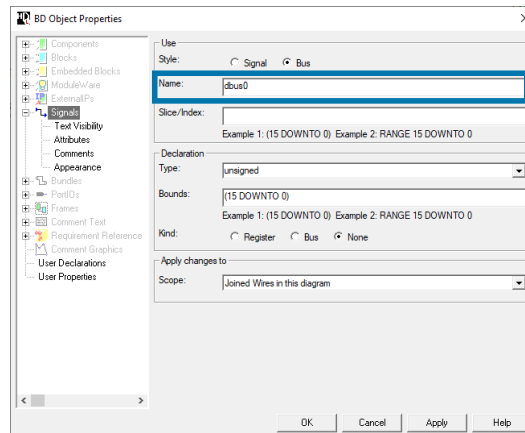 BD Object Properties
Components
Blocks
Embedded Blocks
ModuleWare
ExternalIPs
Signals
Text Visibility
Attributes
Comments
Appearance
Bundles
PortIOs
Frames
Comment Text
Requirement Reference
Comment Graphics
User Declarations
User Properties
Use
Style: Signal Bus
Name: dbus0
Slice/Index:
Example 1: (15 DOWNTO 0) Example 2: RANGE 15 DOWNTO 0
Declaration
Type: unsigned
Bounds: (15 DOWNTO 0)
Example 1: (15 DOWNTO 0) Example 2: RANGE 15 DOWNTO 0
Kind: Register Bus None
Apply changes to
Scope: Joined Wires in this diagram
OK Cancel Apply Help